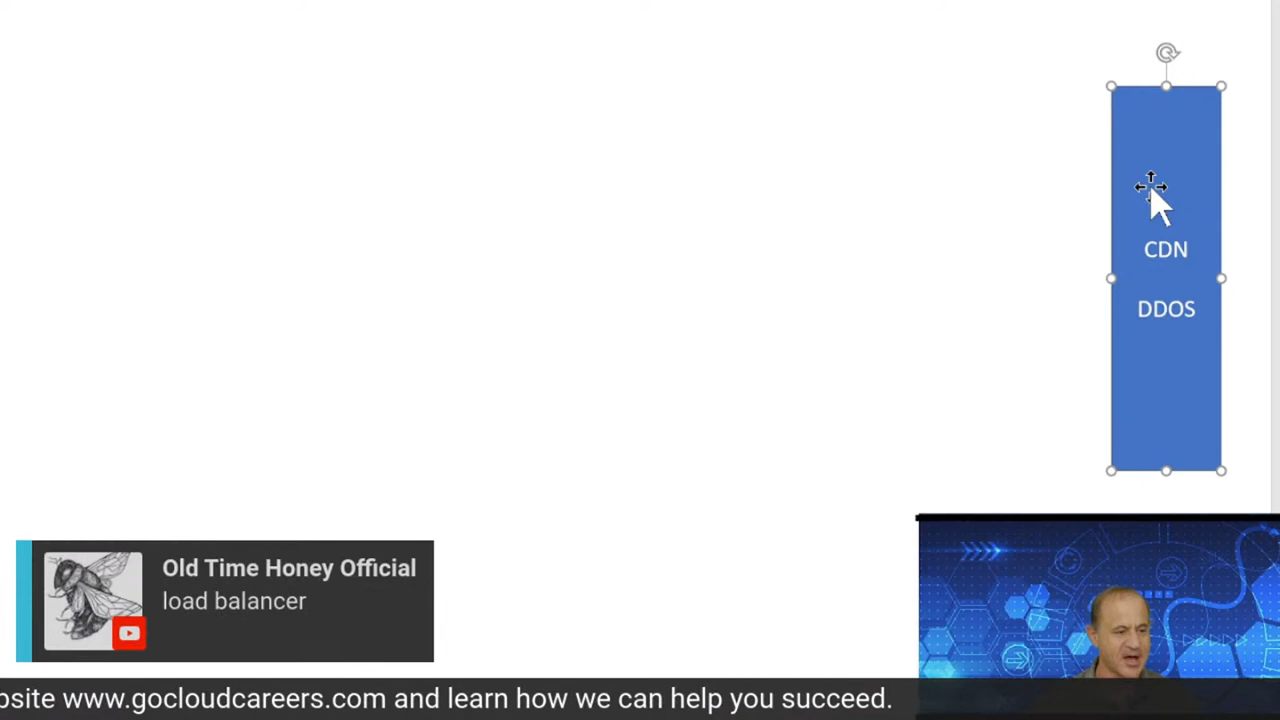 CDN
DDOS
Old Time Honey Official
load balancer
website www.gocloudcareers.com and learn how we can help you succeed.